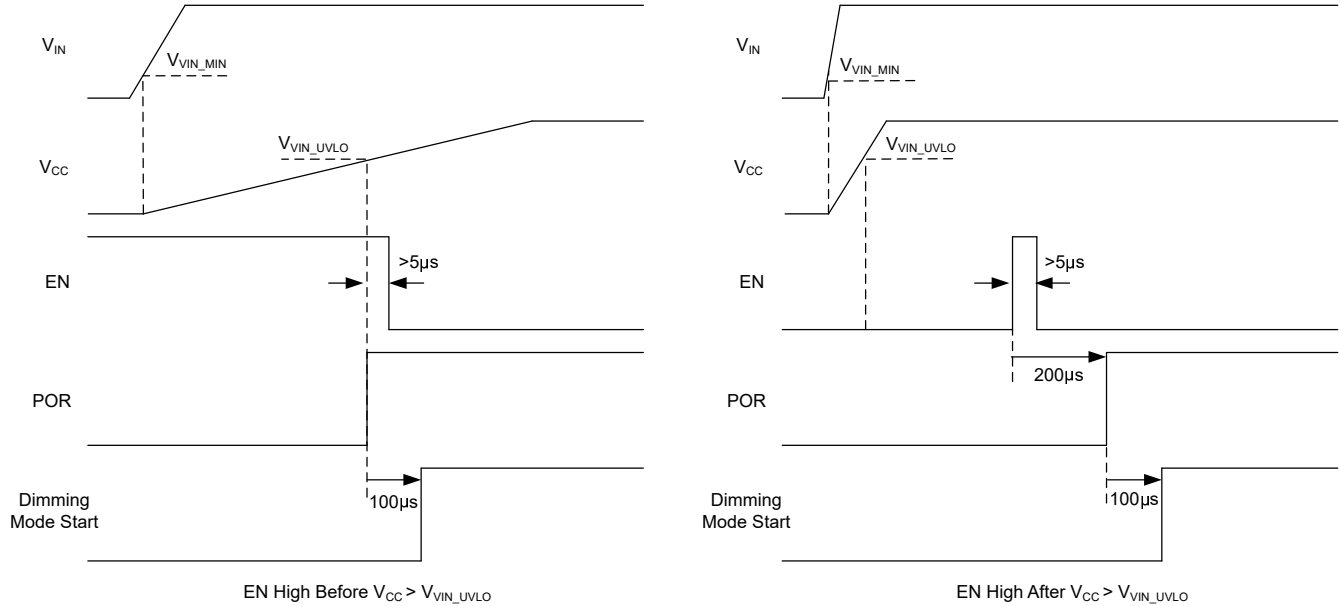 V_IN
V_VIN_MIN
V_CC
V_VIN_UVLO
EN
>5µs
POR
100µs
Dimming
Mode Start
EN High Before V_CC > V_VIN_UVLO
V_IN
V_VIN_MIN
V_CC
V_VIN_UVLO
EN
>5µs
200µs
POR
100µs
Dimming
Mode Start
EN High After V_CC > V_VIN_UVLO